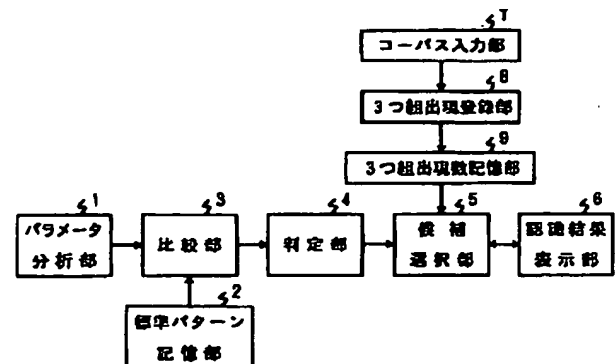 7
コーパス入力部
8
3つ組出現登録部
9
3つ組出現数記憶部
1
パラメータ
分析部
3
比較部
4
判定部
5
候補
選択部
6
認識結果
表示部
2
標準パターン
記憶部